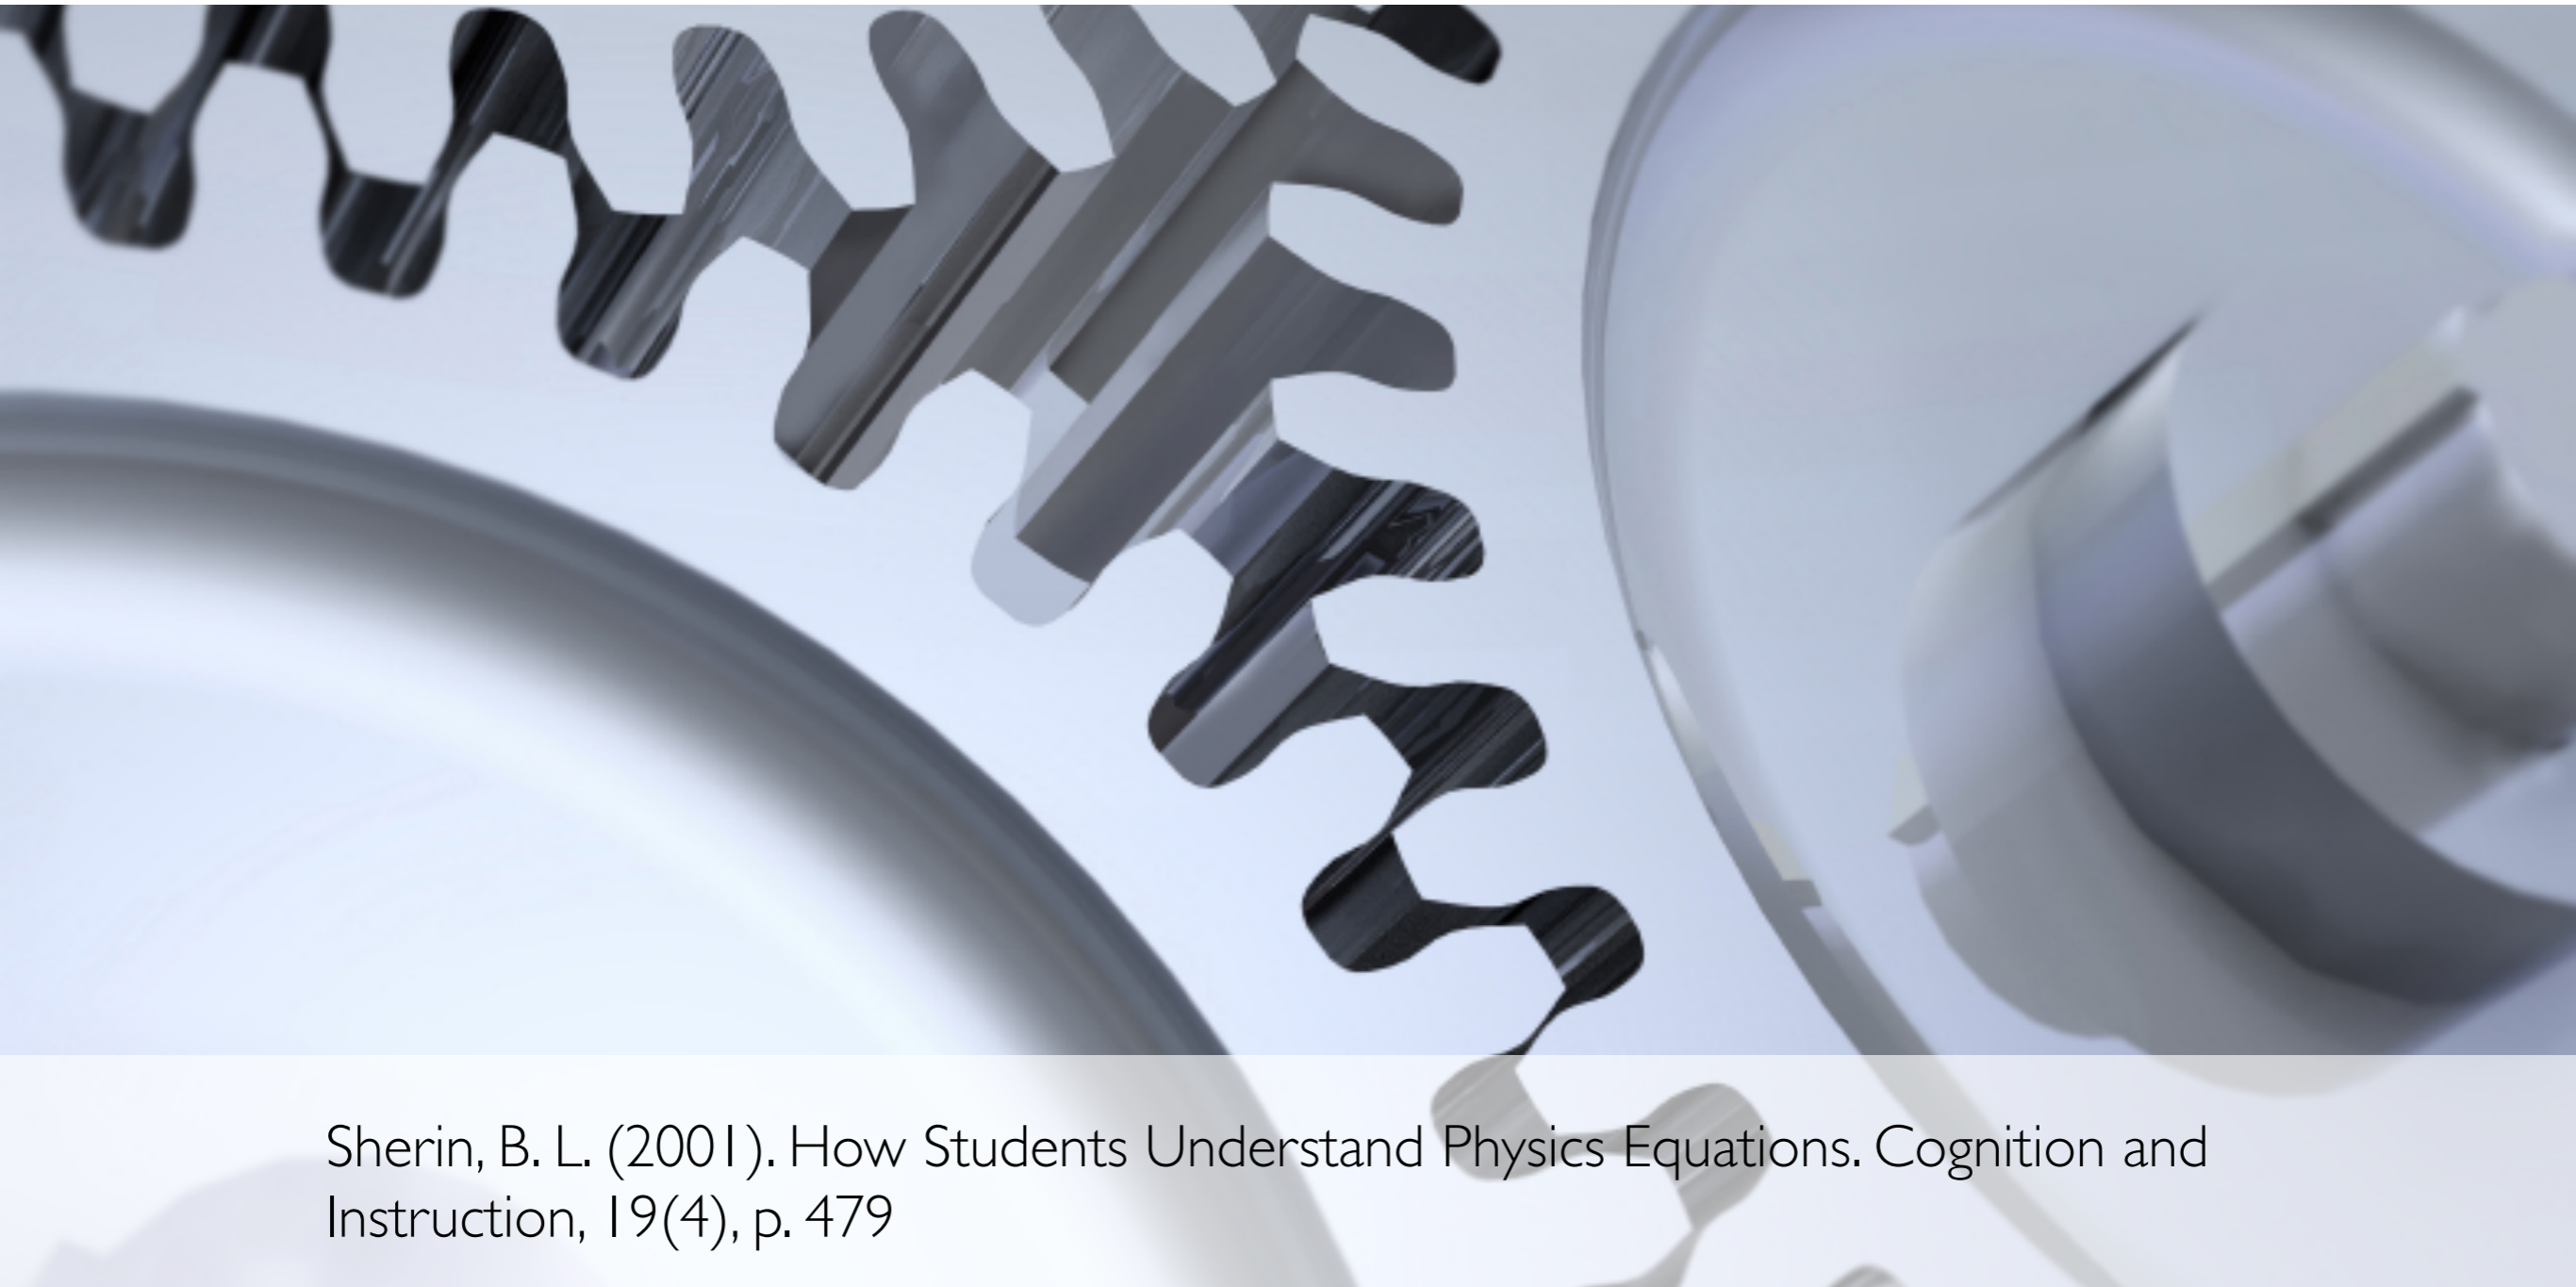 Sherin, B. L. (2001). How Students Understand Physics Equations. Cognition and
Instruction, 19(4), p. 479